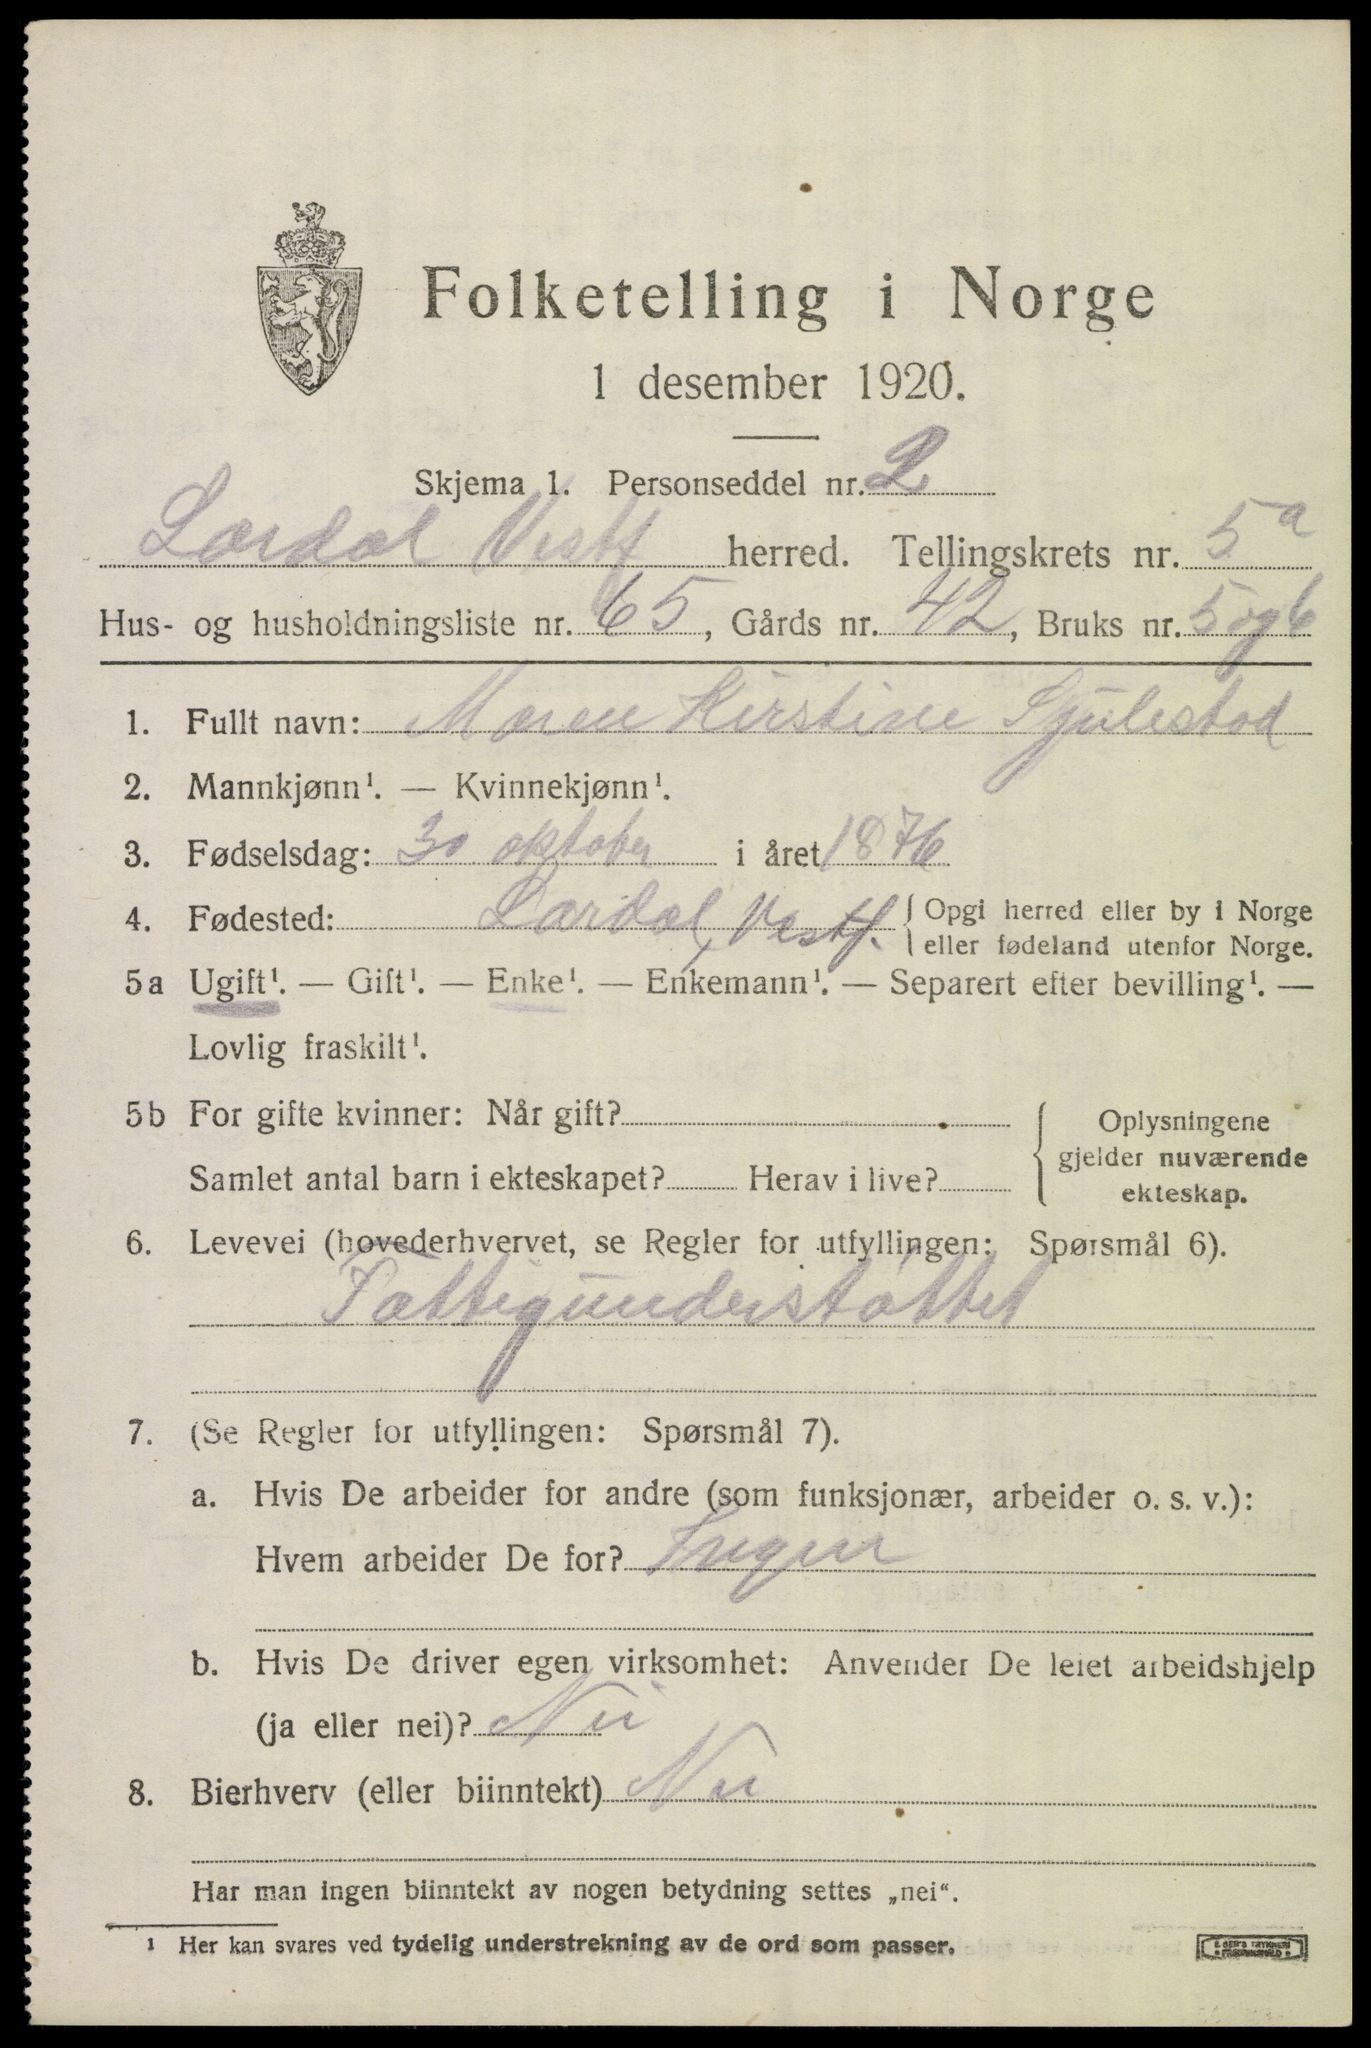 Folketelling i Norge
1 desember 1920.
Skjema 1. Personseddel nr. 2
Lardal Vestf herred. Tellingskrets nr. 5a
Hus- og husholdningsliste nr. 65, Gårds nr. 42, Bruks nr. 5 og 6
1. Fullt navn: Maren Kirstine Gjulestad
2. Mannkjønn¹. — Kvinnekjønn¹.
3. Fødselsdag: 30 oktober i året 1876
4. Fødested: Lardal, Vestf. { Opgi herred eller by i Norge
{ eller fødeland utenfor Norge.
5a Ugift¹. — Gift¹. — Enke¹. — Enkemann¹. — Separert efter bevilling¹. —
Lovlig fraskilt¹.
5b For gifte kvinner: Når gift?
Samlet antal barn i ekteskapet? Herav i live?
Oplysningene
gjelder nuværende
ekteskap.
6. Levevei (hovederhvervet, se Regler for utfyllingen: Spørsmål 6).
Fattigunderstøttet
7. (Se Regler for utfyllingen: Spørsmål 7).
a. Hvis De arbeider for andre (som funksjonær, arbeider o. s. v.):
Hvem arbeider De for? Ingen
b. Hvis De driver egen virksomhet: Anvender De leiet arbeidshjelp
(ja eller nei)? Nei
8. Bierhverv (eller biinntekt) Nei
Har man ingen biinntekt av nogen betydning settes „nei“.
¹ Her kan svares ved tydelig understrekning av de ord som passer.